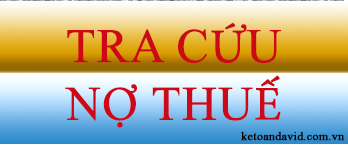 TRA CỨU
NỢ THUẾ
ketoandavid.com.vn